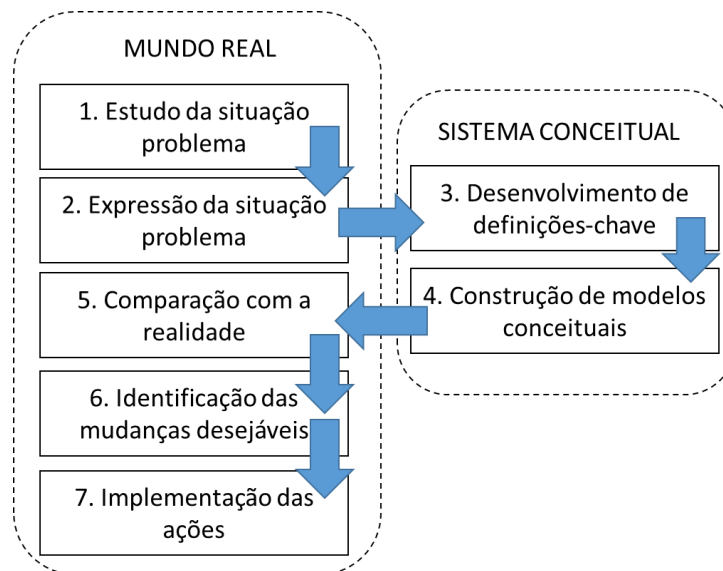 MUNDO REAL
1. Estudo da situação
problema
2. Expressão da situação
problema
SISTEMA CONCEITUAL
3. Desenvolvimento de
definições-chave
4. Construção de modelos
conceituais
5. Comparação com a
realidade
6. Identificação das
mudanças desejáveis
7. Implementação das
ações